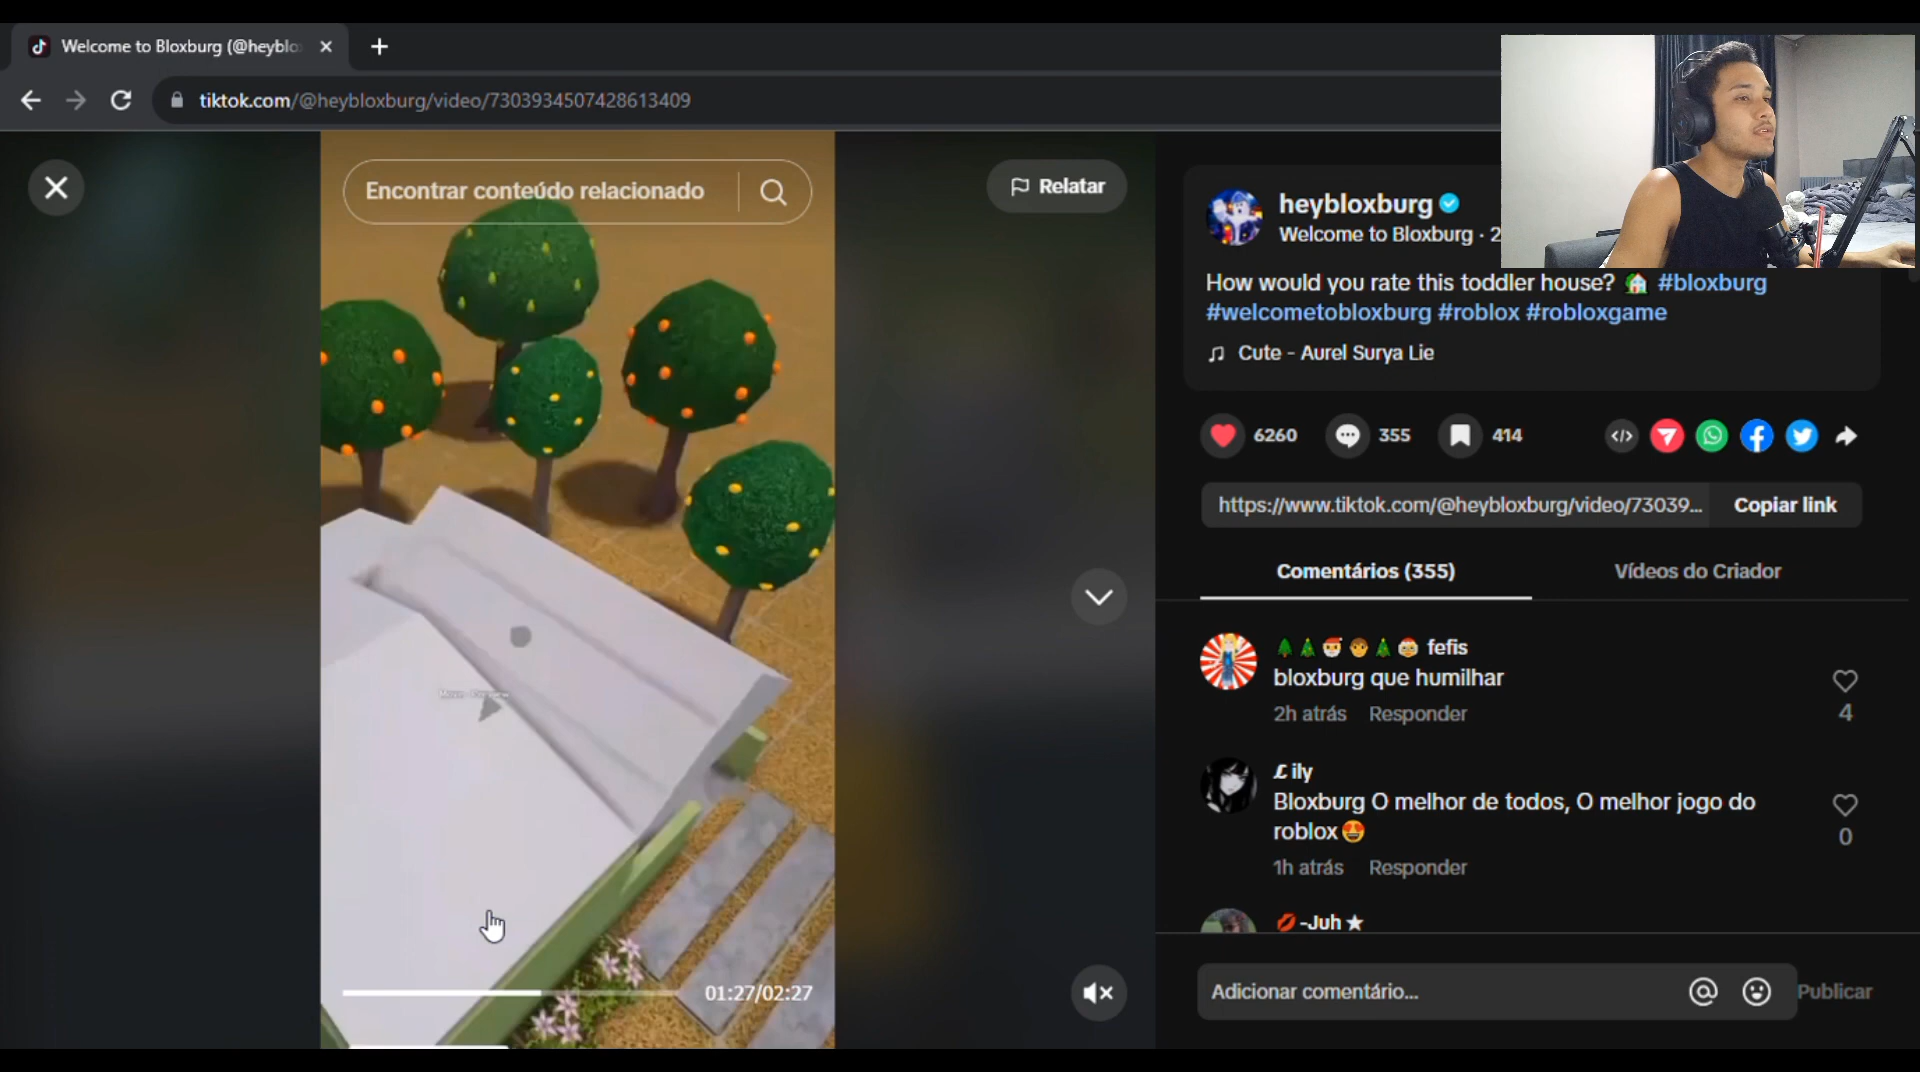 Welcome to Bloxburg (@heyblo
tiktok.com/@heybloxburg/video/7303934507428613409
Encontrar conteúdo relacionado
Relatar
heybloxburg
Welcome to Bloxburg · 2
How would you rate this toddler house? 🏡 #bloxburg
#welcometobloxburg #roblox #robloxgame
Cute - Aurel Surya Lie
6260
355
414
https://www.tiktok.com/@heybloxburg/video/73039...
Copiar link
Comentários (355)
Vídeos do Criador
🌲🎄🎅🧑🎄🤶 fefis
bloxburg que humilhar
2h atrás Responder
4
ℒ ily
Bloxburg O melhor de todos, O melhor jogo do
roblox😍
1h atrás Responder
0
💋-Juh★
01:27/02:27
Adicionar comentário...
Publicar